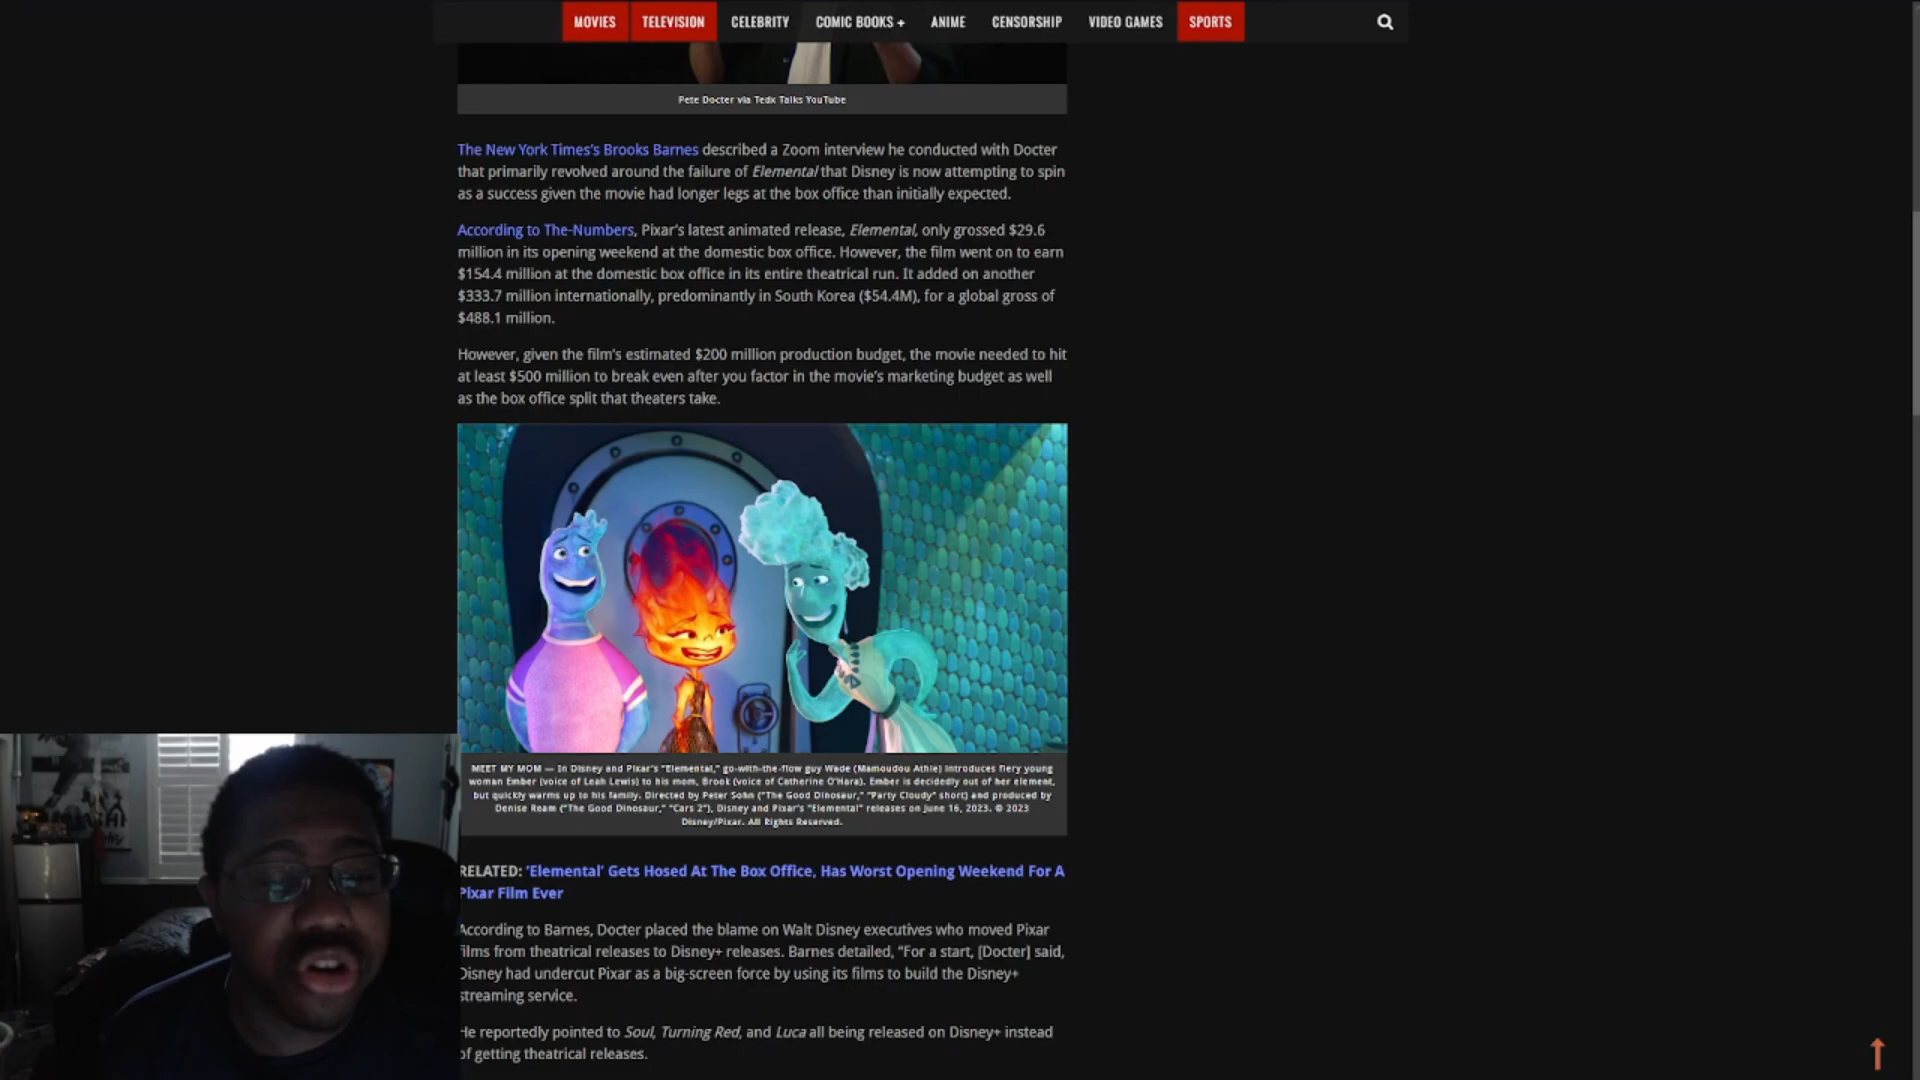 MOVIES TELEVISION CELEBRITY COMIC BOOKS + ANIME CENSORSHIP VIDEO GAMES SPORTS
Pete Docter via Tedx Talks YouTube
The New York Times's Brooks Barnes described a Zoom interview he conducted with Docter
that primarily revolved around the failure of Elemental that Disney is now attempting to spin
as a success given the movie had longer legs at the box office than initially expected.
According to The-Numbers, Pixar's latest animated release, Elemental, only grossed $29.6
million in its opening weekend at the domestic box office. However, the film went on to earn
$154.4 million at the domestic box office in its entire theatrical run. It added on another
$333.7 million internationally, predominantly in South Korea ($54.4M), for a global gross of
$488.1 million.
However, given the film's estimated $200 million production budget, the movie needed to hit
at least $500 million to break even after you factor in the movie's marketing budget as well
as the box office split that theaters take.
MEET MY MOM — In Disney and Pixar's "Elemental," go-with-the-flow guy Wade (Mamoudou Athie) introduces fiery young
woman Ember (voice of Leah Lewis) to his mom, Brook (voice of Catherine O'Hara). Ember is decidedly out of her element,
but quickly warms up to his family. Directed by Peter Sohn ("The Good Dinosaur," "Party Cloudy" short) and produced by
Denise Ream ("The Good Dinosaur," "Cars 2"), Disney and Pixar's "Elemental" releases on June 16, 2023. © 2023
Disney/Pixar. All Rights Reserved.
RELATED: 'Elemental' Gets Hosed At The Box Office, Has Worst Opening Weekend For A
Pixar Film Ever
According to Barnes, Docter placed the blame on Walt Disney executives who moved Pixar
films from theatrical releases to Disney+ releases. Barnes detailed, "For a start, [Docter] said,
Disney had undercut Pixar as a big-screen force by using its films to build the Disney+
streaming service.
He reportedly pointed to Soul, Turning Red, and Luca all being released on Disney+ instead
of getting theatrical releases.